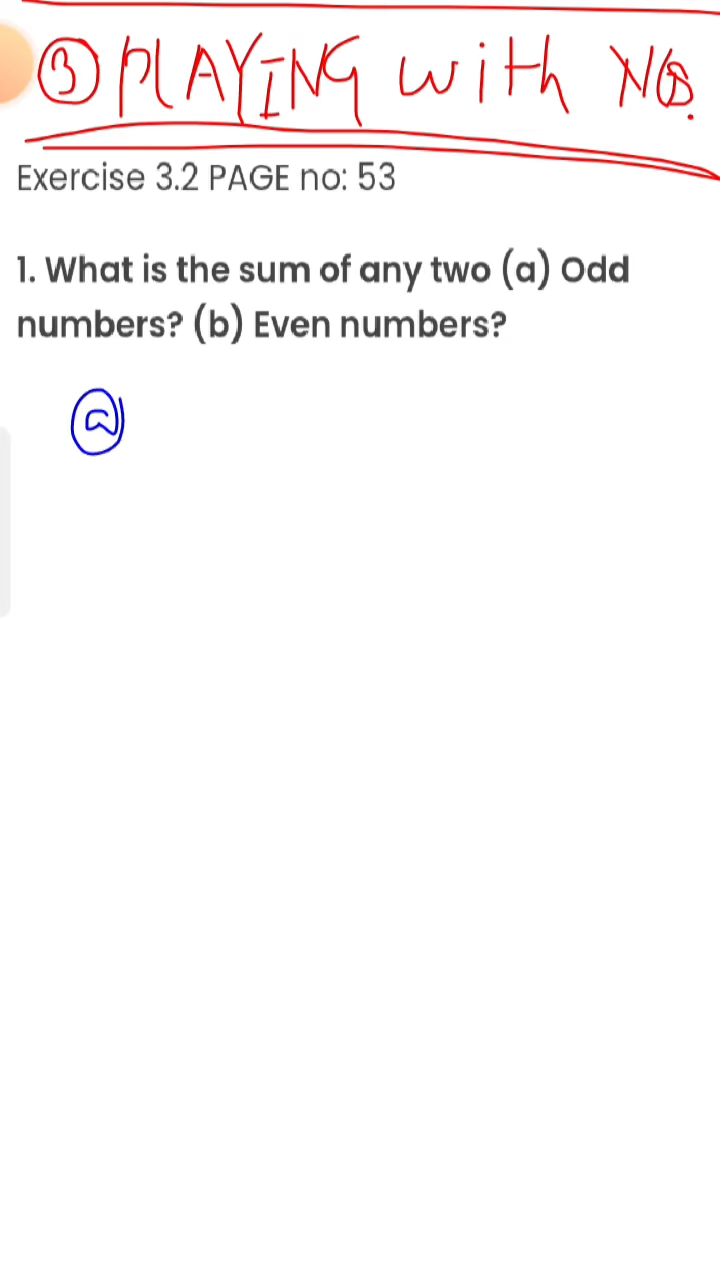 ③ PLAYING with NO.
Exercise 3.2 PAGE no: 53
1. What is the sum of any two (a) Odd
numbers? (b) Even numbers?
ⓐ